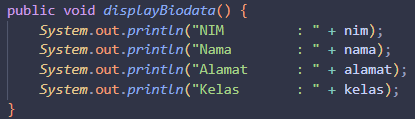 public void displayBiodata() {
    System.out.println("NIM         : " + nim);
    System.out.println("Nama        : " + nama);
    System.out.println("Alamat      : " + alamat);
    System.out.println("Kelas       : " + kelas);
}